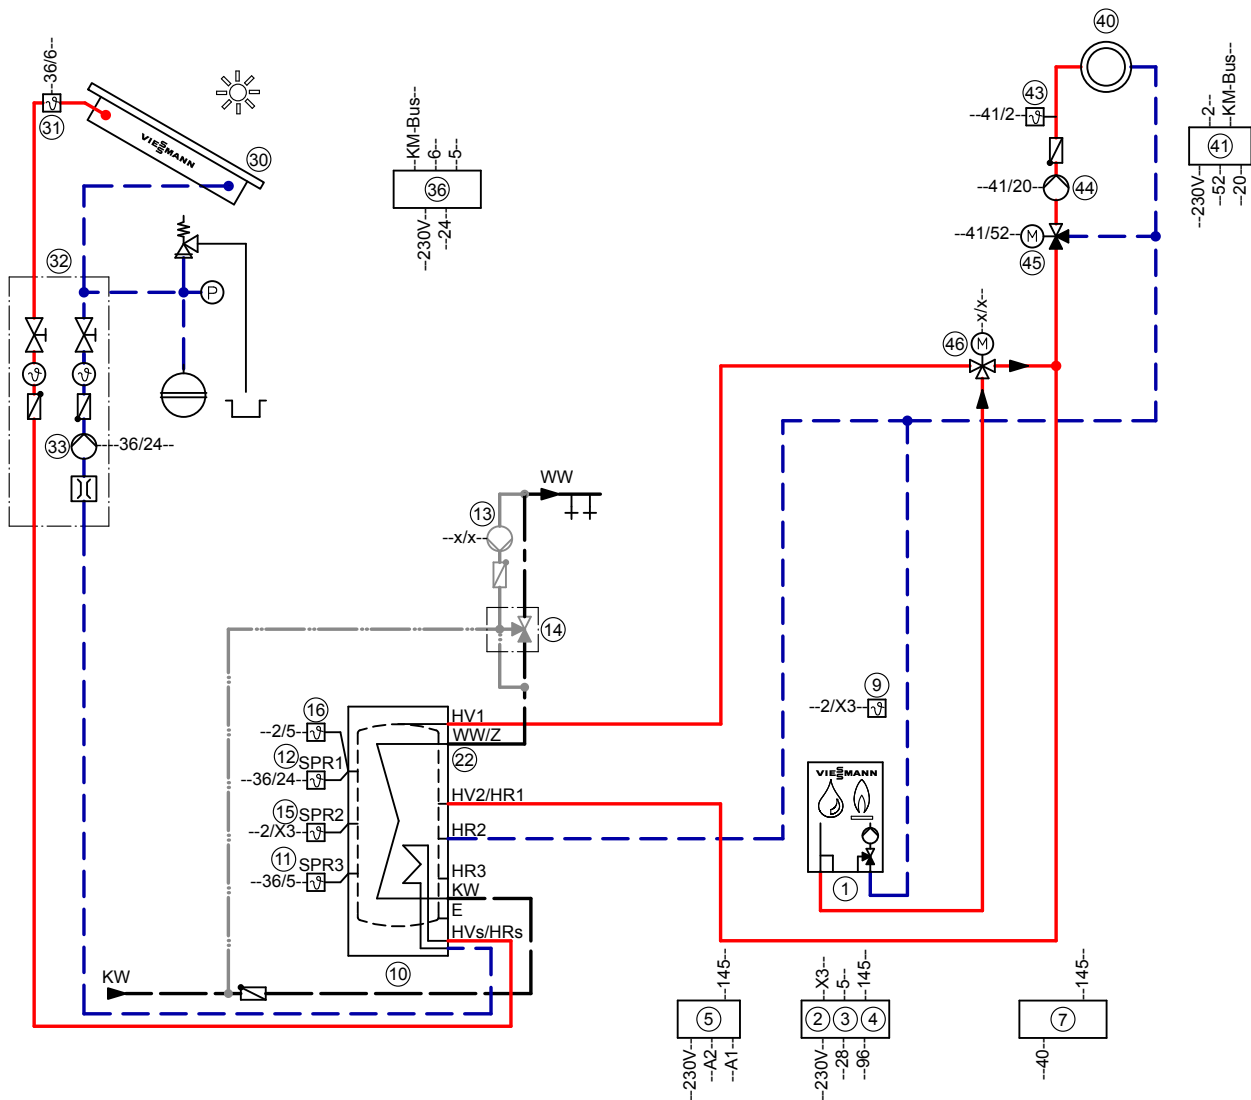 40
--36/6--
31
VIESSMANN
30
KM-Bus--
6--
5--
36
--230V--
--24--
--41/2--
43
--2--
KM-Bus--
41
--230V--
--52--
--20--
--41/20--
44
--41/52--
M
45
32
P
--x/x--
46
M
33
----36/24--
WW
13
--x/x--
14
16
--2/5--
12
SPR1
--36/24--
15
SPR2
--2/X3--
11
SPR3
--36/5--
HV1
WW/Z
22
HV2/HR1
HR2
HR3
KW
E
HVs/HRs
9
--2/X3--
VIESSMANN
1
10
KW
--145--
5
--230V--
--A2--
--A1--
--X3--
--5--
--145--
2
3
4
--230V--
--28--
--96--
--145--
7
--40--